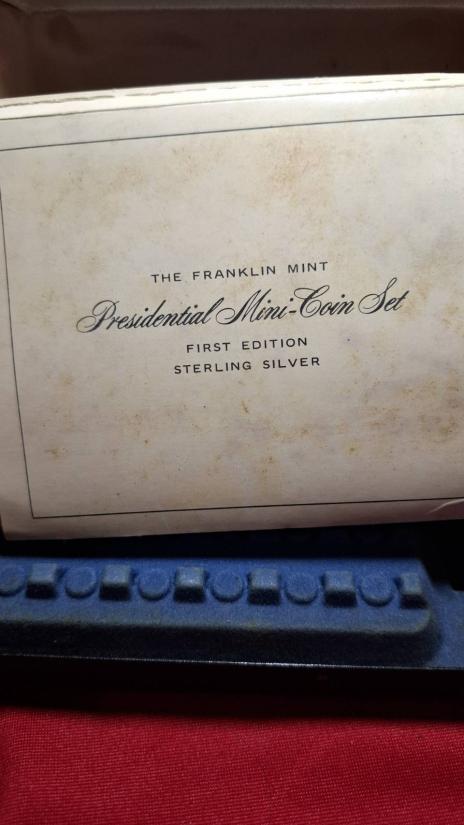 THE FRANKLIN MINT
Presidential Mini-Coin Set
FIRST EDITION
STERLING SILVER